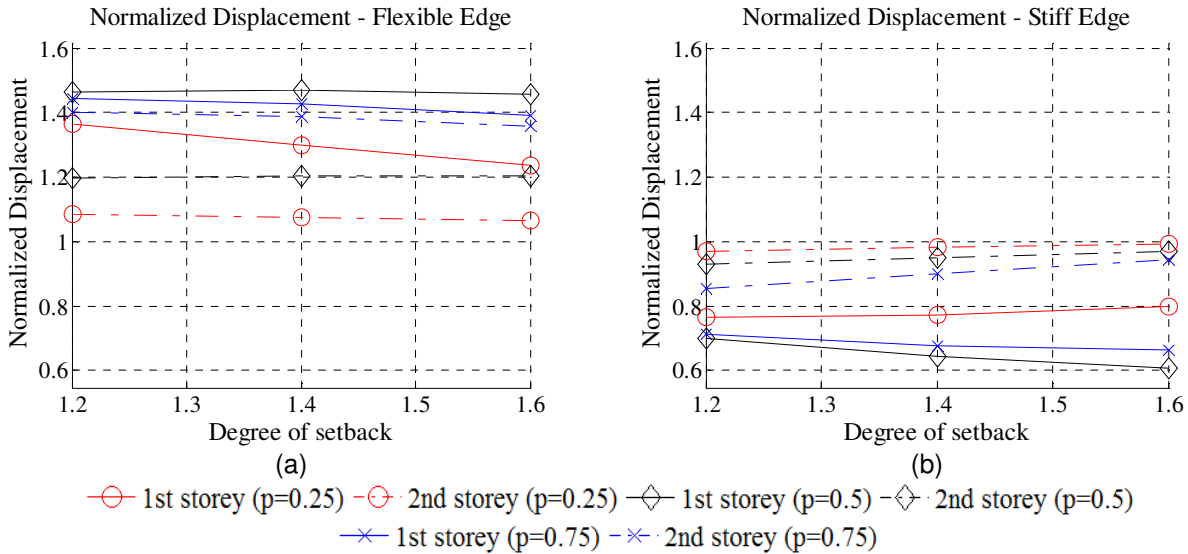 Normalized Displacement - Flexible Edge
Normalized Displacement
1.6
1.4
1.2
1
0.8
0.6
1.2 1.3 1.4 1.5 1.6
Degree of setback
(a)
Normalized Displacement - Stiff Edge
Normalized Displacement
1.6
1.4
1.2
1
0.8
0.6
1.2 1.3 1.4 1.5 1.6
Degree of setback
(b)
1st storey (p=0.25) 2nd storey (p=0.25) 1st storey (p=0.5) 2nd storey (p=0.5)
1st storey (p=0.75) 2nd storey (p=0.75)